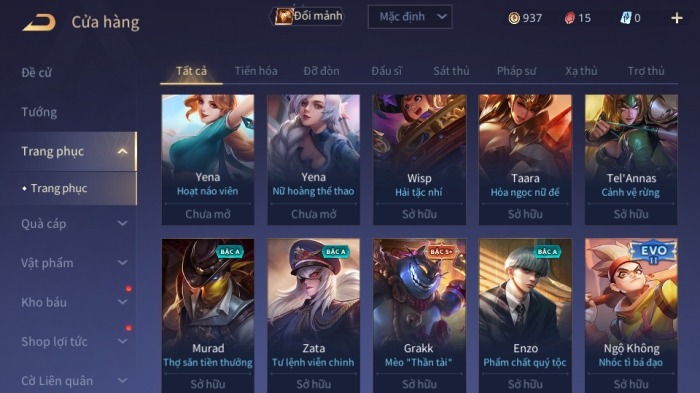 Cửa hàng
Đổi mảnh
Mặc định
937
15
0
Đề cử
Tướng
Trang phục
Trang phục
Quà cáp
Vật phẩm
Kho báu
Shop lợi tức
Cờ Liên quân
Tất cả
Tiến hóa
Đỡ đòn
Đấu sĩ
Sát thủ
Pháp sư
Xạ thủ
Trợ thủ
Yena
Hoạt náo viên
Chưa mở
Yena
Nữ hoàng thể thao
Chưa mở
Wisp
Hải tặc nhí
Sở hữu
Taara
Hỏa ngọc nữ đế
Sở hữu
Tel'Annas
Cảnh vệ rừng
Sở hữu
BẬC A
Murad
Thợ săn tiền thưởng
Sở hữu
BẬC A
Zata
Tư lệnh viễn chinh
Sở hữu
BẬC S+
Grakk
Mèo "Thần tài"
Sở hữu
BẬC A
Enzo
Phẩm chất quý tộc
Sở hữu
EVO
Ngộ Không
Nhóc tì bá đạo
Sở hữu